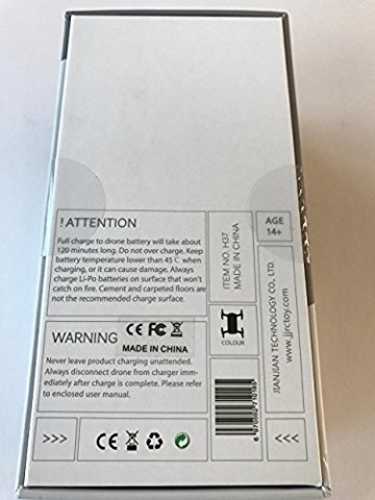 ! ATTENTION
Full charge to drone battery will take about
120 minutes long. Do not over charge. Keep
battery temperature lower than 45℃ when
charging, or it can cause damage. Always
charge Li-Po batteries on surface that won't
catch on fire. Cement and carpeted floors are
not the recommended charge surface.
WARNING CE FC
MADE IN CHINA
Never leave product charging unattended.
Always disconnect drone from charger imm-
ediately after charge is complete. Please refer
to enclosed user manual.
>>>
CE
ITEM NO. H37
MADE IN CHINA
COLOUR
AGE
14+
JIANJIAN TECHNOLOGY CO., LTD.
www.jjrctoy.com
<<<